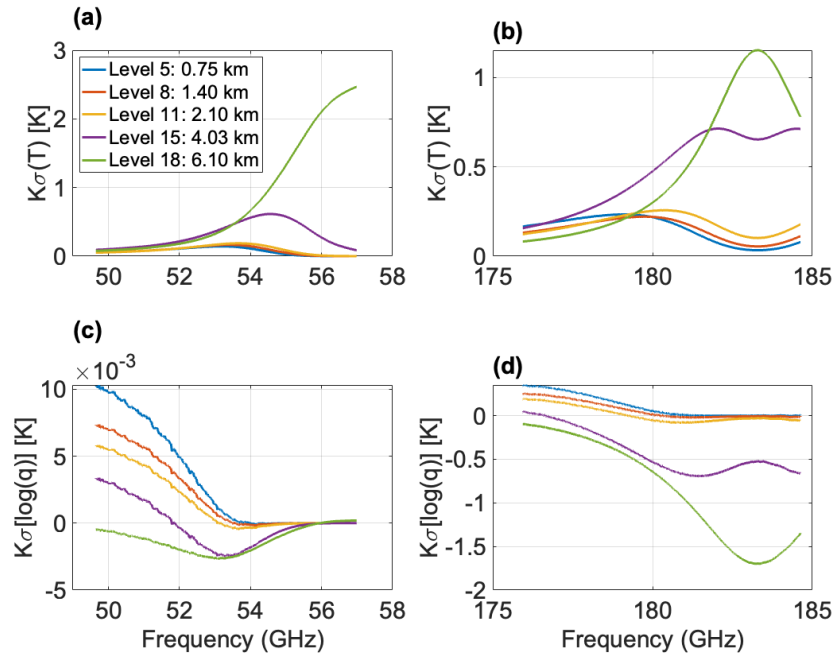 (a)
3
2
1
0
Kσ(T) [K]
Level 5: 0.75 km
Level 8: 1.40 km
Level 11: 2.10 km
Level 15: 4.03 km
Level 18: 6.10 km
50 52 54 56 58
(b)
1
0.5
0
Kσ(T) [K]
175 180 185
(c)
×10⁻³
10
5
0
-5
Kσ[log(q)] [K]
50 52 54 56 58
Frequency (GHz)
(d)
0
-0.5
-1
-1.5
-2
Kσ[log(q)] [K]
175 180 185
Frequency (GHz)